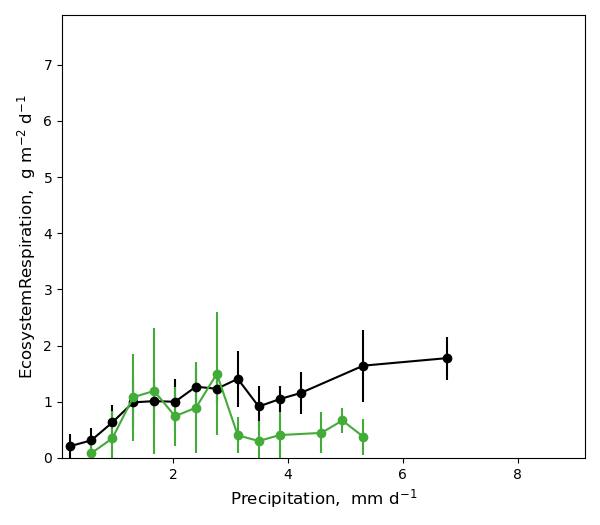 7
6
5
4
3
2
1
0
2 4 6 8
EcosystemRespiration, g m⁻² d⁻¹
Precipitation, mm d⁻¹